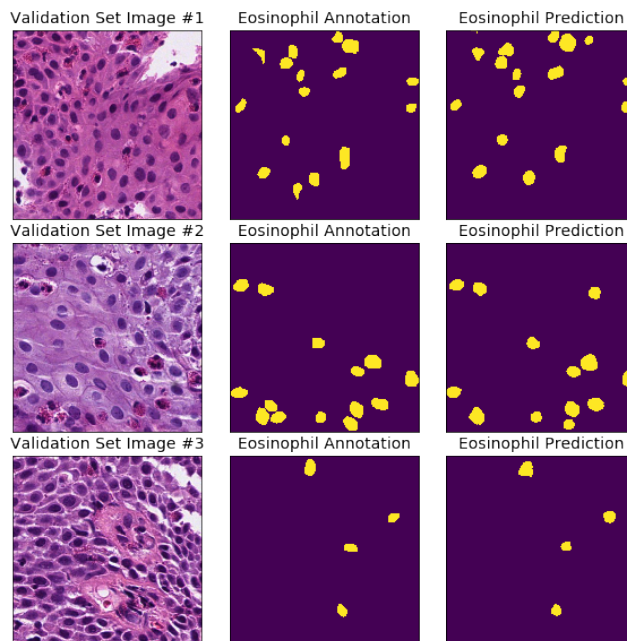 Validation Set Image #1 Eosinophil Annotation Eosinophil Prediction
Validation Set Image #2 Eosinophil Annotation Eosinophil Prediction
Validation Set Image #3 Eosinophil Annotation Eosinophil Prediction